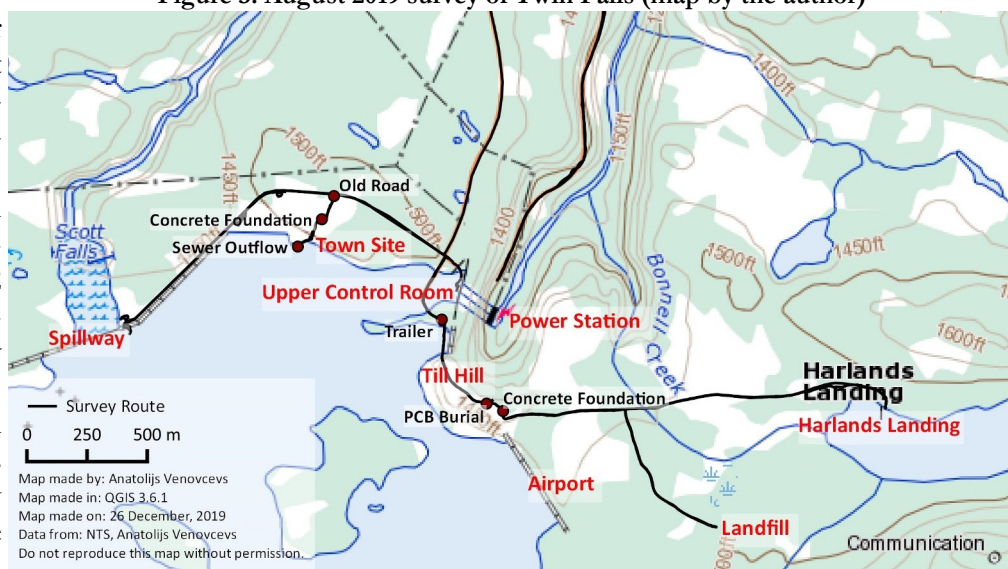 Figure 3. August 2019 survey of Twin Falls (map by the author)
1400ft
1500ft
1450ft
1150ft
Old Road
Concrete Foundation
Sewer Outflow
Town Site
1500ft
1400
Scott
Falls
1500ft
1450ft
Bonnell Creek
Upper Control Room
Power Station
Trailer
Spillway
1600ft
Till Hill
Harlands
Landing
Concrete Foundation
PCB Burial
Harlands Landing
Survey Route
0 250 500 m
Airport
Landfill
Map made by: Anatolijs Venovcevs
Map made in: QGIS 3.6.1
Map made on: 26 December, 2019
Data from: NTS, Anatolijs Venovcevs
Do not reproduce this map without permission.
Communication